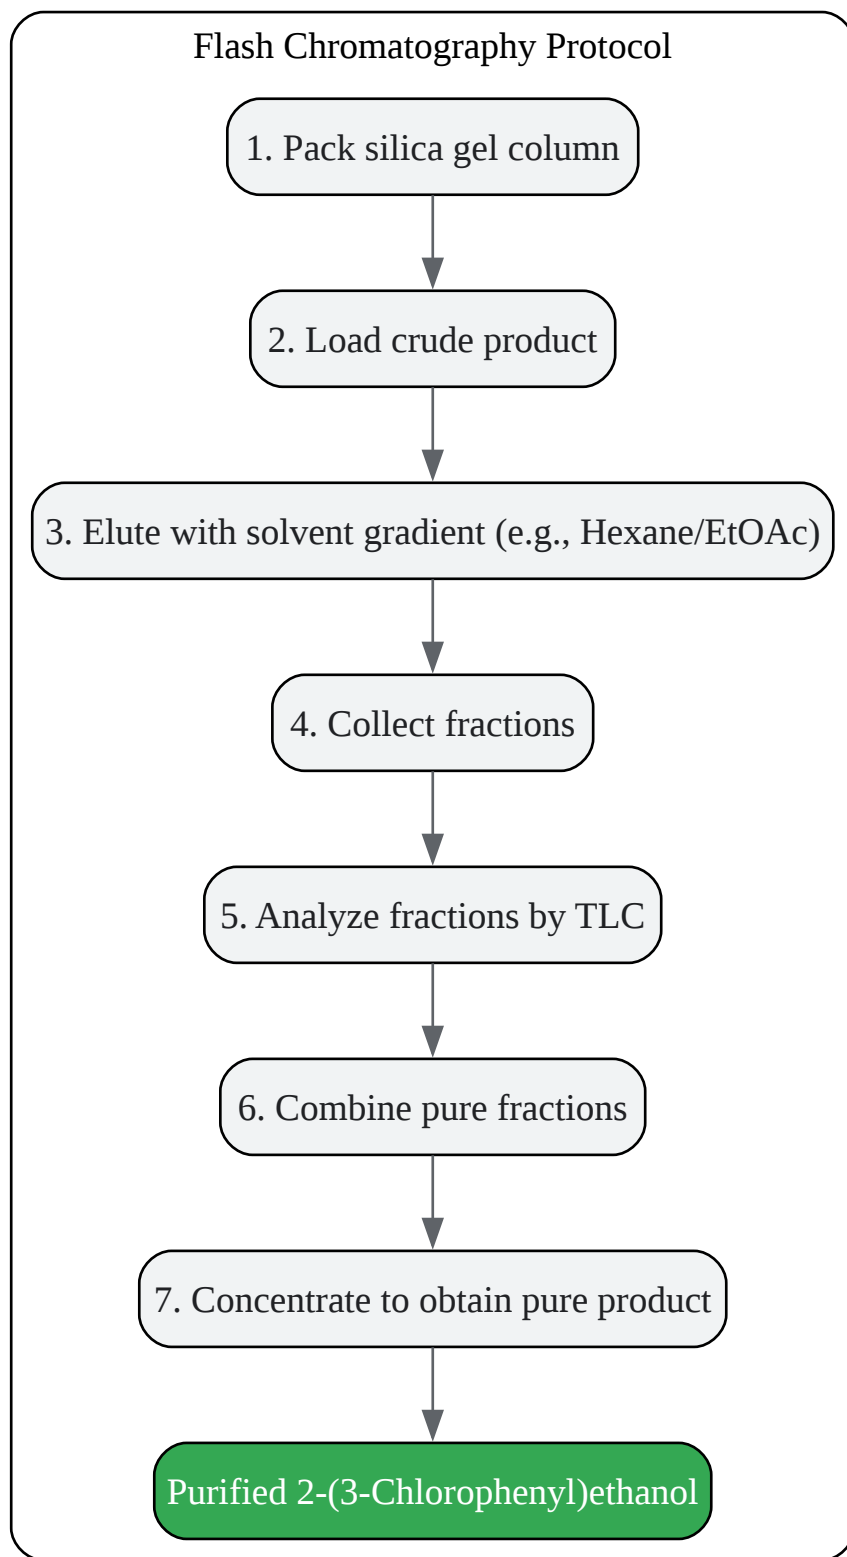 Flash Chromatography Protocol
1. Pack silica gel column
2. Load crude product
3. Elute with solvent gradient (e.g., Hexane/EtOAc)
4. Collect fractions
5. Analyze fractions by TLC
6. Combine pure fractions
7. Concentrate to obtain pure product
Purified 2-(3-Chlorophenyl)ethanol